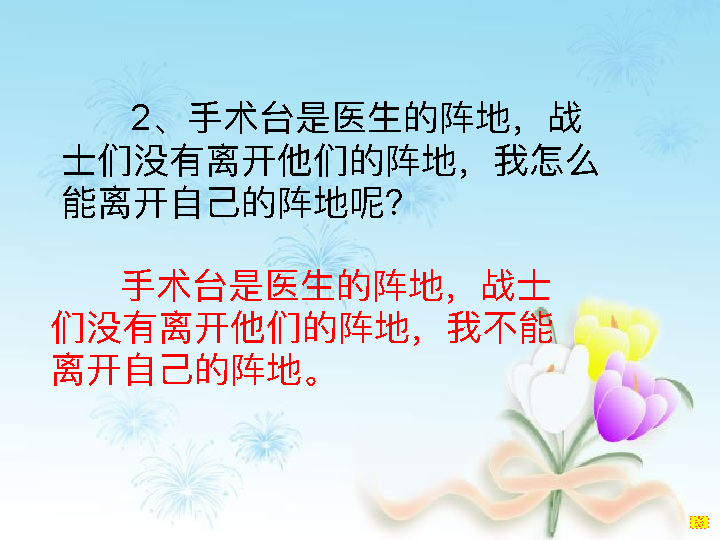 2、手术台是医生的阵地，战
士们没有离开他们的阵地，我怎么
能离开自己的阵地呢?
手术台是医生的阵地，战士
们没有离开他们的阵地，我不能
离开自己的阵地。